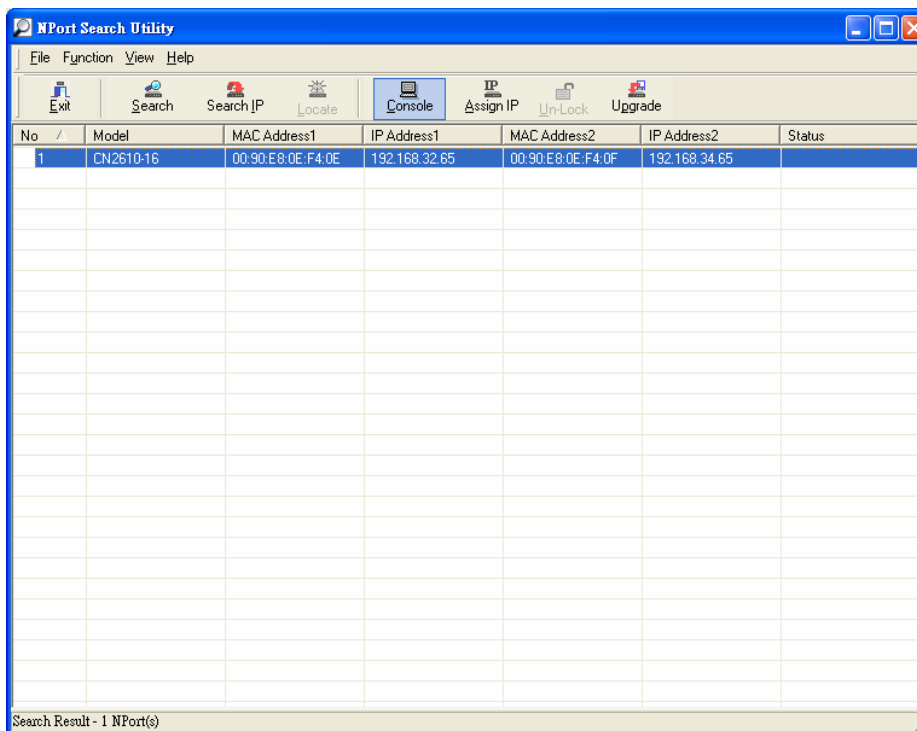 NPort Search Utility
File Function View Help
Exit Search Search IP Locate Console Assign IP Un-Lock Upgrade
No Model MAC Address1 IP Address1 MAC Address2 IP Address2 Status
1 CN2610-16 00:90:E8:0E:F4:0E 192.168.32.65 00:90:E8:0E:F4:0F 192.168.34.65
Search Result - 1 NPort(s)